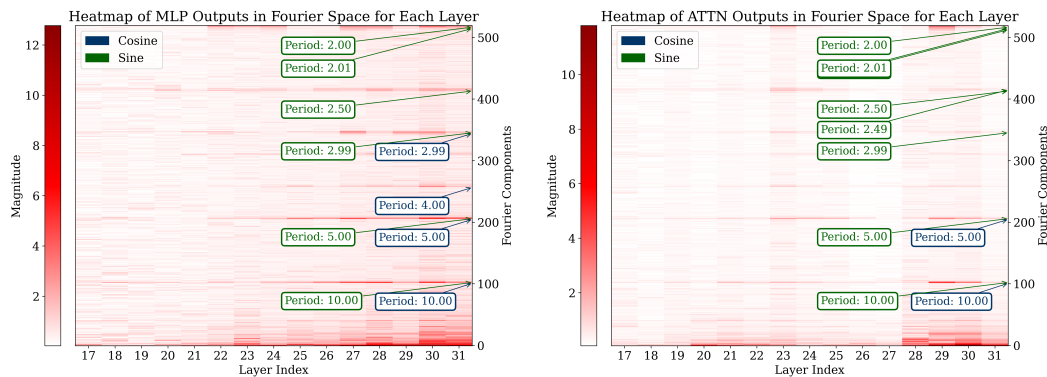 Heatmap of MLP Outputs in Fourier Space for Each Layer
Cosine
Sine
Period: 2.00
Period: 2.01
Period: 2.50
Period: 2.99
Period: 2.99
Period: 4.00
Period: 5.00
Period: 5.00
Period: 10.00
Period: 10.00
12
10
8
6
4
2
Magnitude
500
400
300
200
100
0
Fourier Components
17 18 19 20 21 22 23 24 25 26 27 28 29 30 31
Layer Index
Heatmap of ATTN Outputs in Fourier Space for Each Layer
Cosine
Sine
Period: 2.00
Period: 2.01
Period: 2.50
Period: 2.49
Period: 2.99
Period: 5.00
Period: 5.00
Period: 10.00
Period: 10.00
10
8
6
4
2
Magnitude
500
400
300
200
100
0
Fourier Components
17 18 19 20 21 22 23 24 25 26 27 28 29 30 31
Layer Index